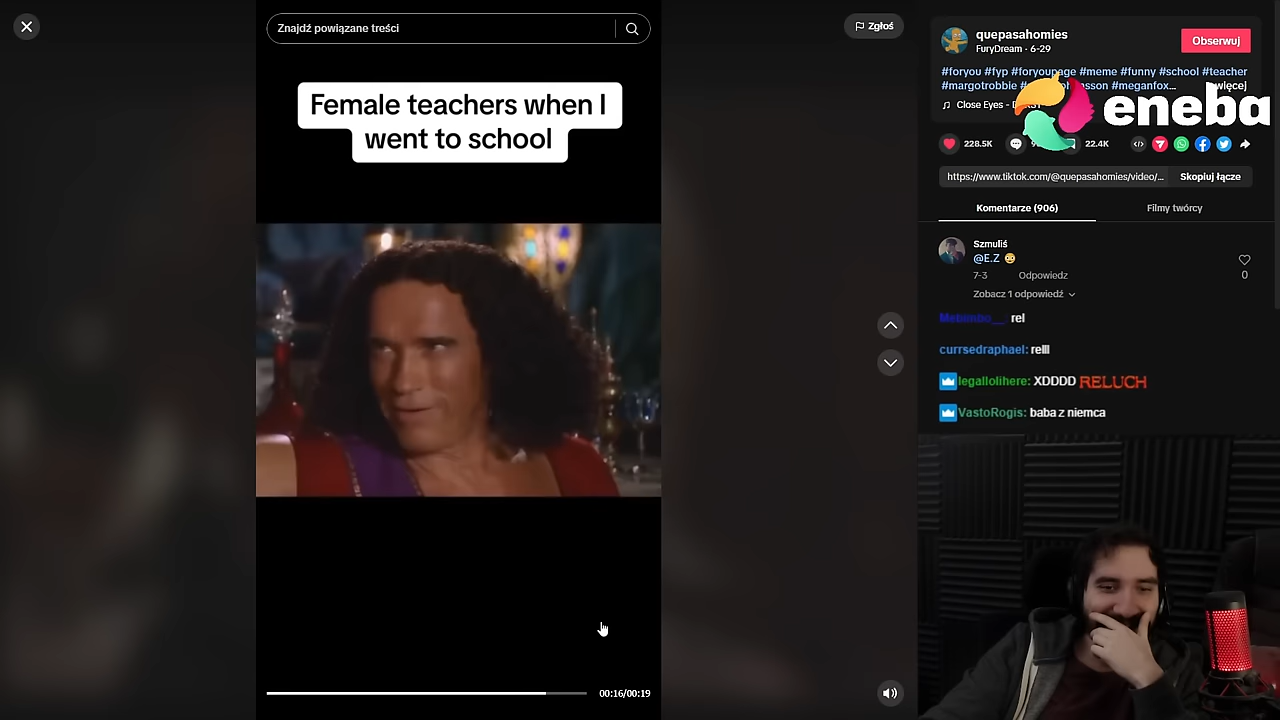 Znajdź powiązane treści
Zgłoś
Female teachers when I
went to school
00:16/00:19
quepasahomies
FuryDream · 6-29
Obserwuj
#foryou #fyp #foryoupage #meme #funny #school #teacher
#margotrobbie #meganfox...
eneba
Close Eyes -
228.5K
22.4K
https://www.tiktok.com/@quepasahomies/video/...
Skopiuj łącze
Komentarze (906)
Filmy twórcy
Szmuliś
@E.Z
7-3 Odpowiedz
0
Zobacz 1 odpowiedź
rel
currsedraphael: relll
legallolihere: XDDDD RELUCH
VastoRogis: baba z niemca